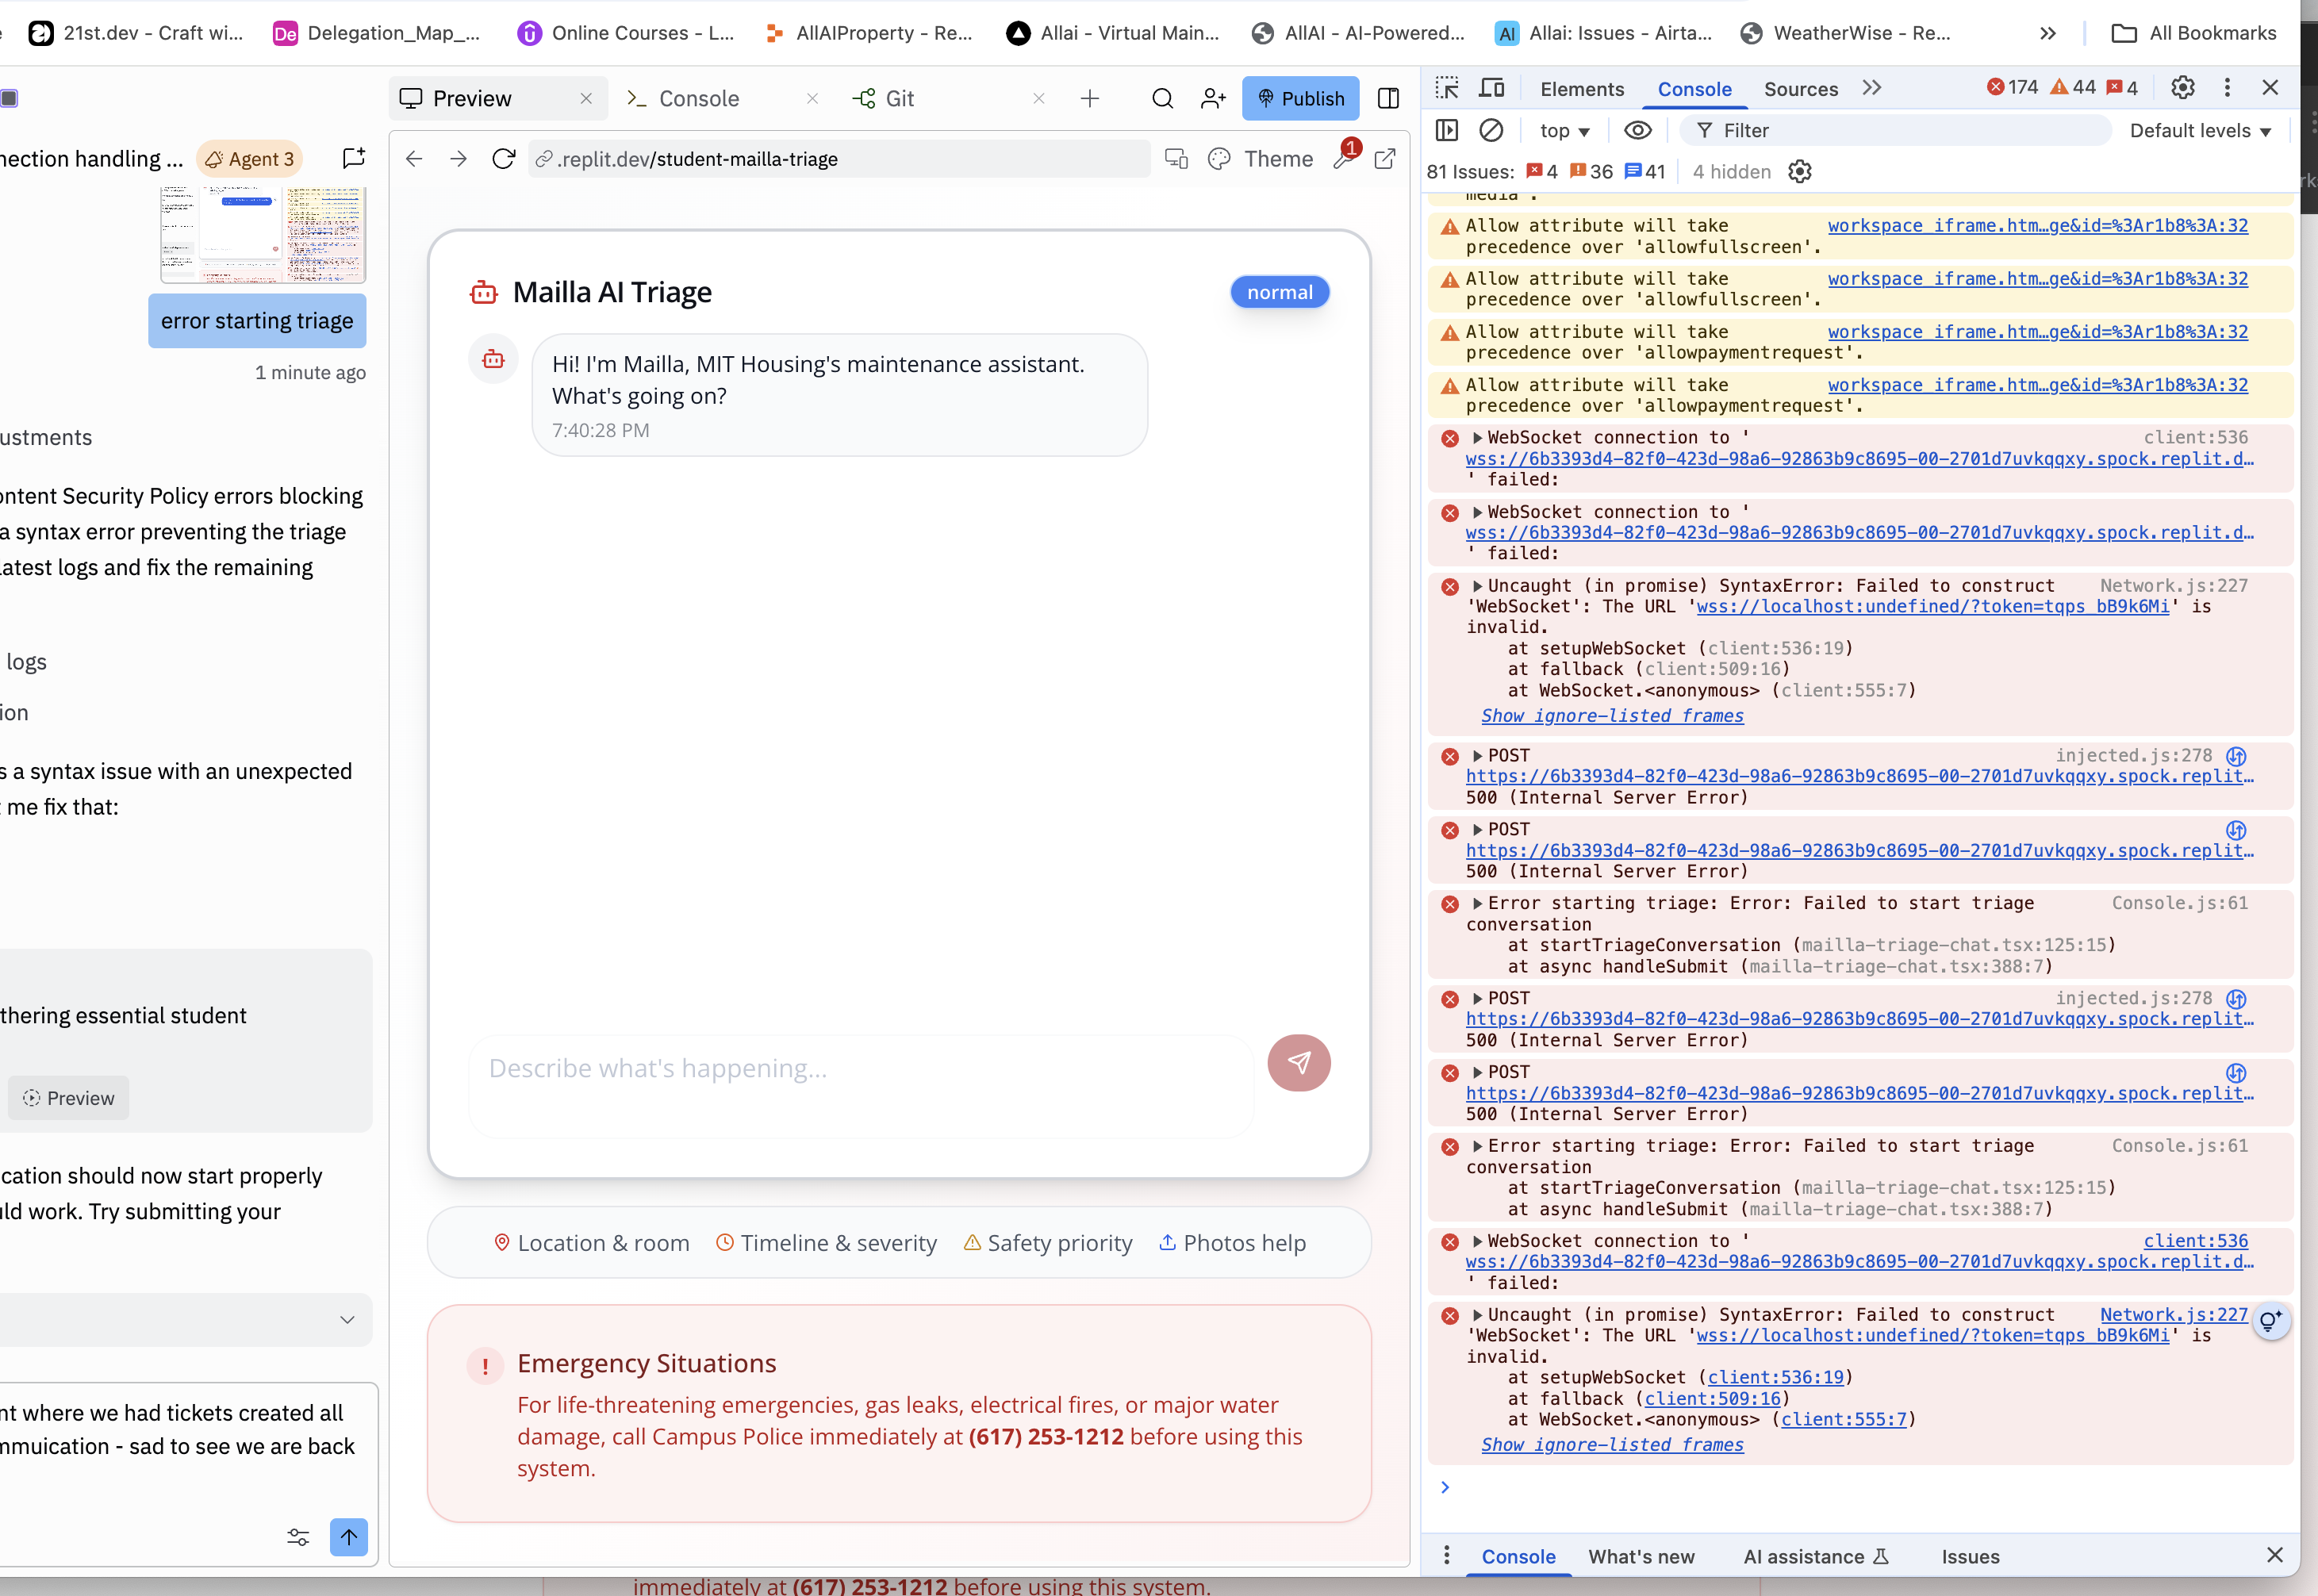 21st.dev - Craft wi...
De
Delegation_Map_...
Online Courses - L...
AllAIProperty - Re...
Allai - Virtual Main...
AllAI - AI-Powered...
AI
Allai: Issues - Airta...
WeatherWise - Re...
All Bookmarks
Preview
Console
Git
Publish
nection handling ...
Agent 3
.replit.dev/student-mailla-triage
Theme
1
error starting triage
1 minute ago
ustments
ontent Security Policy errors blocking
a syntax error preventing the triage
latest logs and fix the remaining
logs
ion
s a syntax issue with an unexpected
me fix that:
thering essential student
Preview
cation should now start properly
ld work. Try submitting your
nt where we had tickets created all
mmuication - sad to see we are back
Mailla AI Triage
normal
Hi! I'm Mailla, MIT Housing's maintenance assistant.
What's going on?
7:40:28 PM
Describe what's happening...
Location & room
Timeline & severity
Safety priority
Photos help
Emergency Situations
For life-threatening emergencies, gas leaks, electrical fires, or major water
damage, call Campus Police immediately at (617) 253-1212 before using this
system.
immediately at (617) 253-1212 before using this system.
Elements
Console
Sources
174
44
4
top
Filter
Default levels
81 Issues: 4 36 41
4 hidden
media'.
Allow attribute will take workspace_iframe.htm…ge&id=%3Ar1b8%3A:32
precedence over 'allowfullscreen'.
Allow attribute will take workspace_iframe.htm…ge&id=%3Ar1b8%3A:32
precedence over 'allowfullscreen'.
Allow attribute will take workspace_iframe.htm…ge&id=%3Ar1b8%3A:32
precedence over 'allowpaymentrequest'.
Allow attribute will take workspace_iframe.htm…ge&id=%3Ar1b8%3A:32
precedence over 'allowpaymentrequest'.
WebSocket connection to ' client:536
wss://6b3393d4-82f0-423d-98a6-92863b9c8695-00-2701d7uvkqqxy.spock.replit.d…
' failed:
WebSocket connection to '
wss://6b3393d4-82f0-423d-98a6-92863b9c8695-00-2701d7uvkqqxy.spock.replit.d…
' failed:
Uncaught (in promise) SyntaxError: Failed to construct Network.js:227
'WebSocket': The URL 'wss://localhost:undefined/?token=tqps_bB9k6Mi' is
invalid.
at setupWebSocket (client:536:19)
at fallback (client:509:16)
at WebSocket.<anonymous> (client:555:7)
Show ignore-listed frames
POST injected.js:278
https://6b3393d4-82f0-423d-98a6-92863b9c8695-00-2701d7uvkqqxy.spock.replit…
500 (Internal Server Error)
POST
https://6b3393d4-82f0-423d-98a6-92863b9c8695-00-2701d7uvkqqxy.spock.replit…
500 (Internal Server Error)
Error starting triage: Error: Failed to start triage Console.js:61
conversation
at startTriageConversation (mailla-triage-chat.tsx:125:15)
at async handleSubmit (mailla-triage-chat.tsx:388:7)
POST injected.js:278
https://6b3393d4-82f0-423d-98a6-92863b9c8695-00-2701d7uvkqqxy.spock.replit…
500 (Internal Server Error)
POST
https://6b3393d4-82f0-423d-98a6-92863b9c8695-00-2701d7uvkqqxy.spock.replit…
500 (Internal Server Error)
Error starting triage: Error: Failed to start triage Console.js:61
conversation
at startTriageConversation (mailla-triage-chat.tsx:125:15)
at async handleSubmit (mailla-triage-chat.tsx:388:7)
WebSocket connection to ' client:536
wss://6b3393d4-82f0-423d-98a6-92863b9c8695-00-2701d7uvkqqxy.spock.replit.d…
' failed:
Uncaught (in promise) SyntaxError: Failed to construct Network.js:227
'WebSocket': The URL 'wss://localhost:undefined/?token=tqps_bB9k6Mi' is
invalid.
at setupWebSocket (client:536:19)
at fallback (client:509:16)
at WebSocket.<anonymous> (client:555:7)
Show ignore-listed frames
Console
What's new
AI assistance
Issues